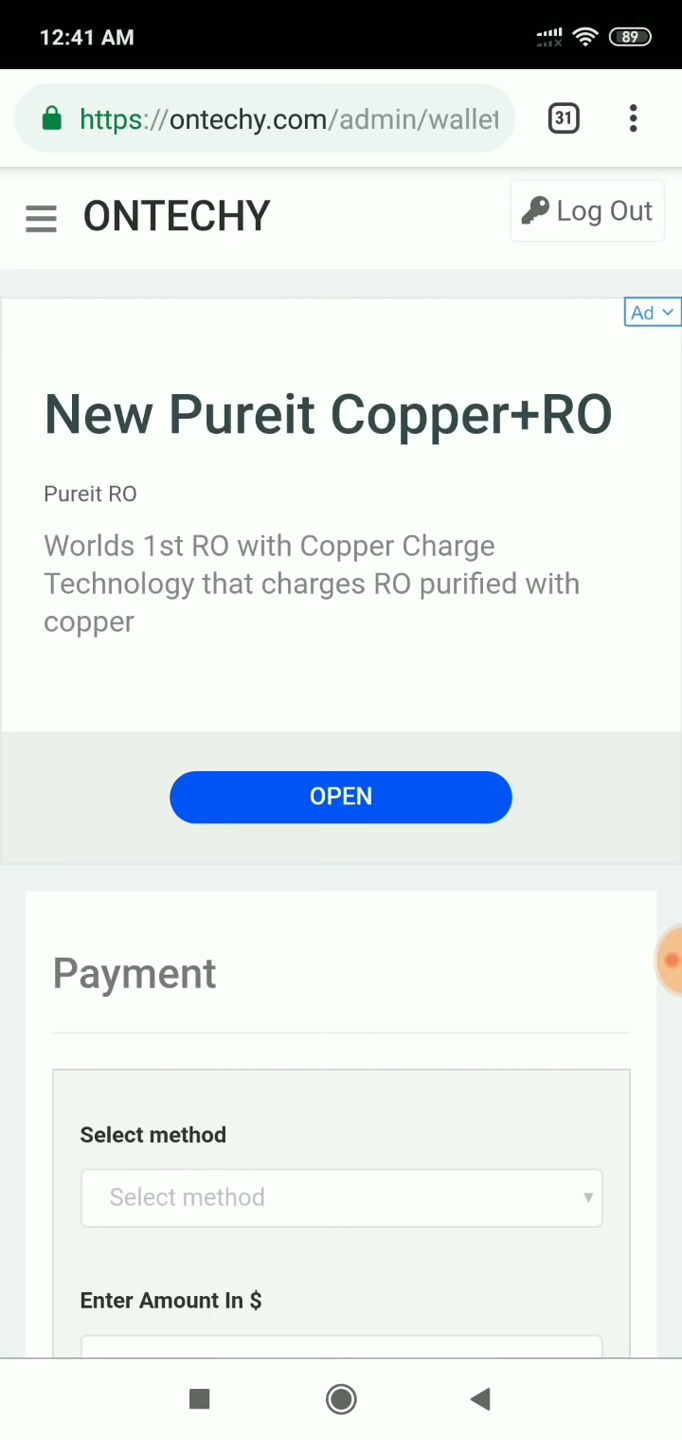 12:41 AM
89
https://ontechy.com/admin/wallet
31
ONTECHY
Log Out
Ad
New Pureit Copper+RO
Pureit RO
Worlds 1st RO with Copper Charge
Technology that charges RO purified with
copper
OPEN
Payment
Select method
Select method
Enter Amount In $